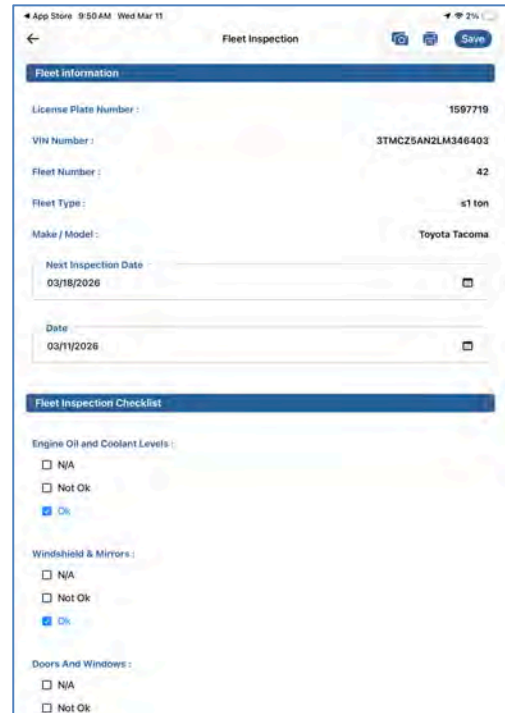 App Store 9:50 AM Wed Mar 11 2%
Fleet Inspection Save
Fleet Information
License Plate Number : 1597719
VIN Number : 3TMCZ5AN2LM346403
Fleet Number : 42
Fleet Type : s1 ton
Make / Model : Toyota Tacoma
Next Inspection Date
03/18/2026
Date
03/11/2026
Fleet Inspection Checklist
Engine Oil and Coolant Levels :
N/A
Not Ok
Ok
Windshield & Mirrors :
N/A
Not Ok
Ok
Doors And Windows :
N/A
Not Ok